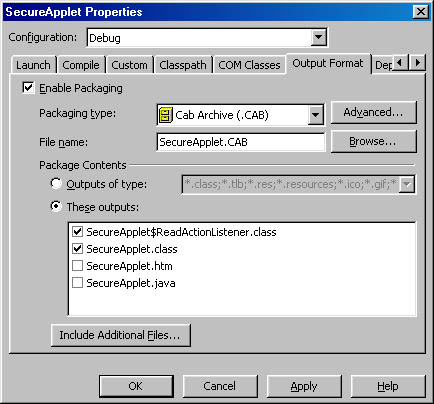 SecureApplet Properties
Configuration: Debug
Launch Compile Custom Classpath COM Classes Output Format Dep
Enable Packaging
Packaging type: Cab Archive (.CAB) Advanced...
File name: SecureApplet.CAB Browse...
Package Contents
Outputs of type: *.class;*.tlb;*.res;*.resources;*.ico;*.gif;*
These outputs:
SecureApplet$ReadActionListener.class
SecureApplet.class
SecureApplet.htm
SecureApplet.java
Include Additional Files...
OK Cancel Apply Help